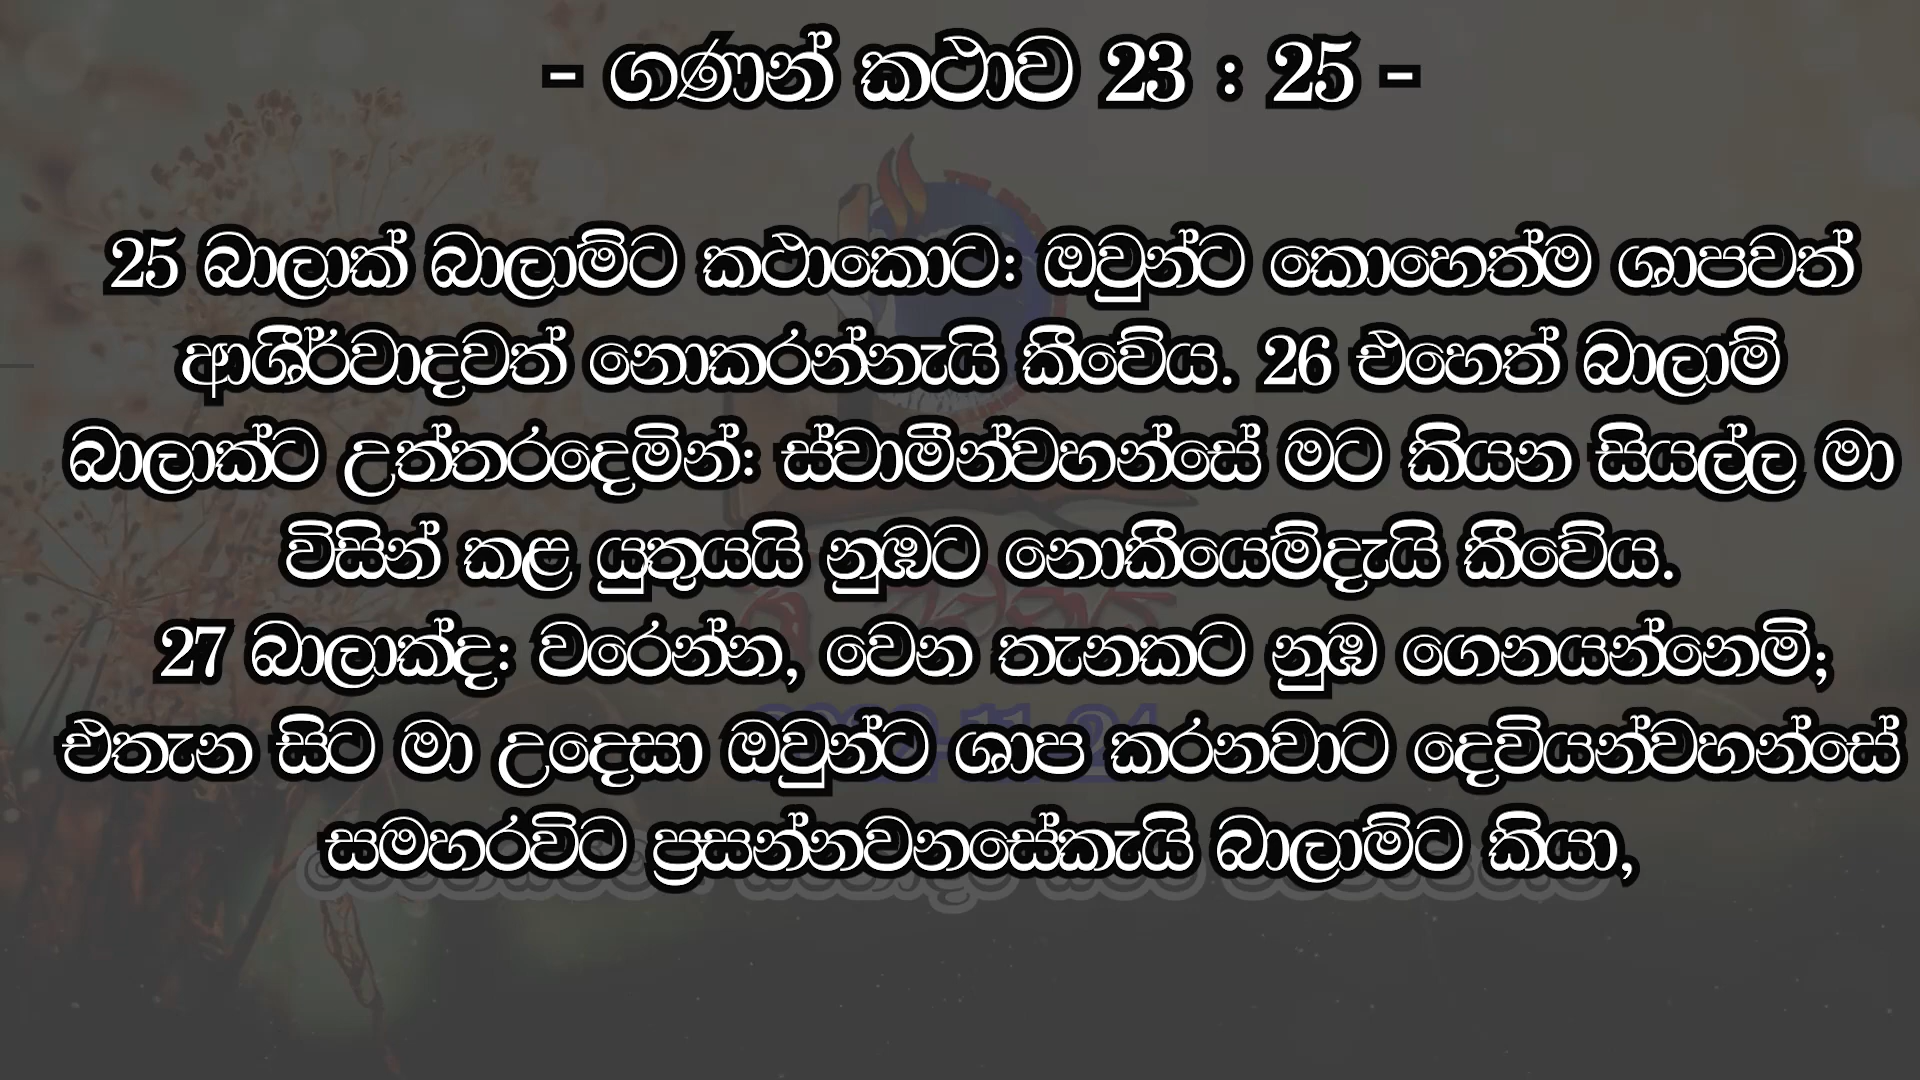 - ගණන් කථාව 23 : 25 -
25 බාලාක් බාලාම්ට කථාකොට: ඔවුන්ට කොහෙත්ම ශාපවත්
ආශීර්වාදවත් නොකරන්නැයි කීවේය. 26 එහෙත් බාලාම්
බාලාක්ට උත්තරදෙමින්: ස්වාමීන්වහන්සේ මට කියන සියල්ල මා
විසින් කළ යුතුයයි නුඹට නොකීයෙම්දැයි කීවේය.
27 බාලාක්ද: වරෙන්න, වෙන තැනකට නුඹ ගෙනයන්නෙමි;
එතැන සිට මා උදෙසා ඔවුන්ට ශාප කරනවාට දෙවියන්වහන්සේ
සමහරවිට ප්‍රසන්නවනසේකැයි බාලාම්ට කියා,